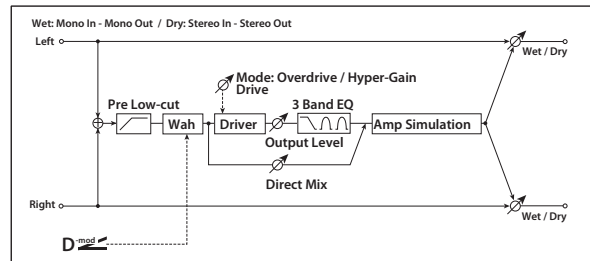 Wet: Mono In - Mono Out / Dry: Stereo In - Stereo Out
Left
Wet / Dry
Mode: Overdrive / Hyper-Gain
Drive
Pre Low-cut
3 Band EQ
Wah
Driver
Amp Simulation
Output Level
Direct Mix
Right
Wet / Dry
D-mod